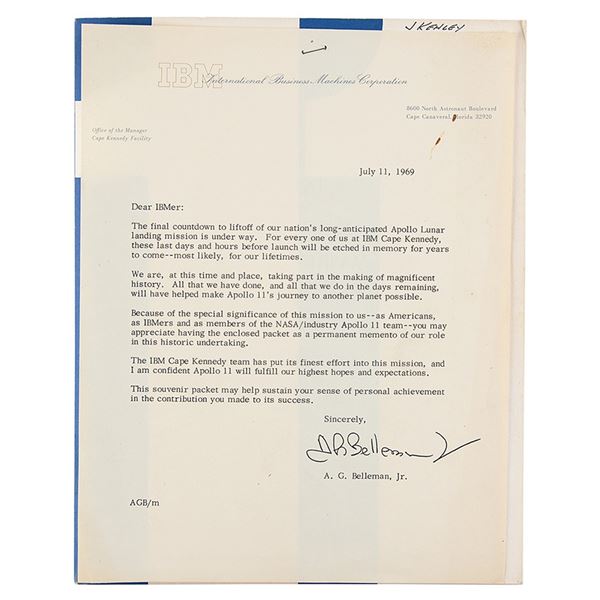 J KENLEY
IBM International Business Machines Corporation
8600 North Astronaut Boulevard
Cape Canaveral, Florida 32920
Office of the Manager
Cape Kennedy Facility
July 11, 1969
Dear IBMer:
The final countdown to liftoff of our nation's long-anticipated Apollo Lunar
landing mission is under way. For every one of us at IBM Cape Kennedy,
these last days and hours before launch will be etched in memory for years
to come--most likely, for our lifetimes.
We are, at this time and place, taking part in the making of magnificent
history. All that we have done, and all that we do in the days remaining,
will have helped make Apollo 11's journey to another planet possible.
Because of the special significance of this mission to us--as Americans,
as IBMers and as members of the NASA/industry Apollo 11 team--you may
appreciate having the enclosed packet as a permanent memento of our role
in this historic undertaking.
The IBM Cape Kennedy team has put its finest effort into this mission, and
I am confident Apollo 11 will fulfill our highest hopes and expectations.
This souvenir packet may help sustain your sense of personal achievement
in the contribution you made to its success.
Sincerely,
AGBelleman Jr
A. G. Belleman, Jr.
AGB/m